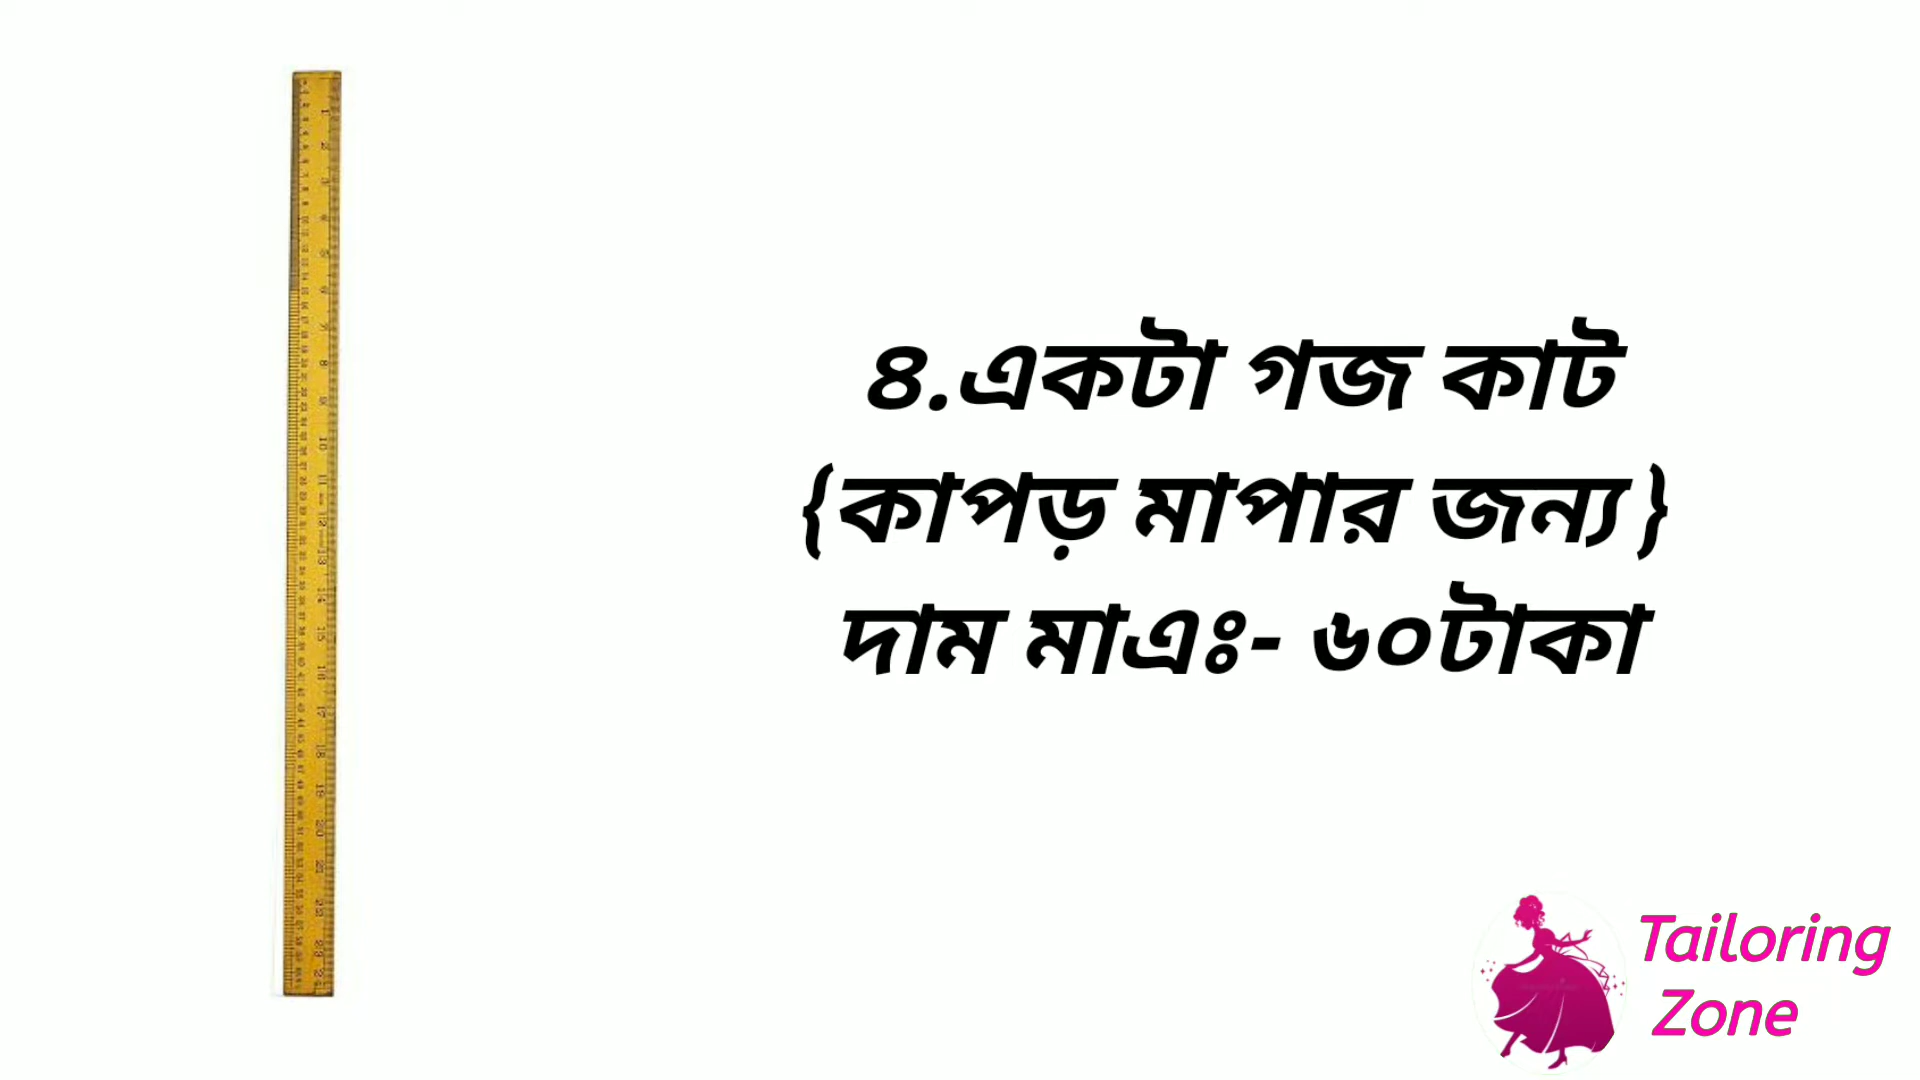 ৪.একটা গজ কাট
{কাপড় মাপার জন্য}
দাম মাএঃ- ৬০টাকা
Tailoring
Zone